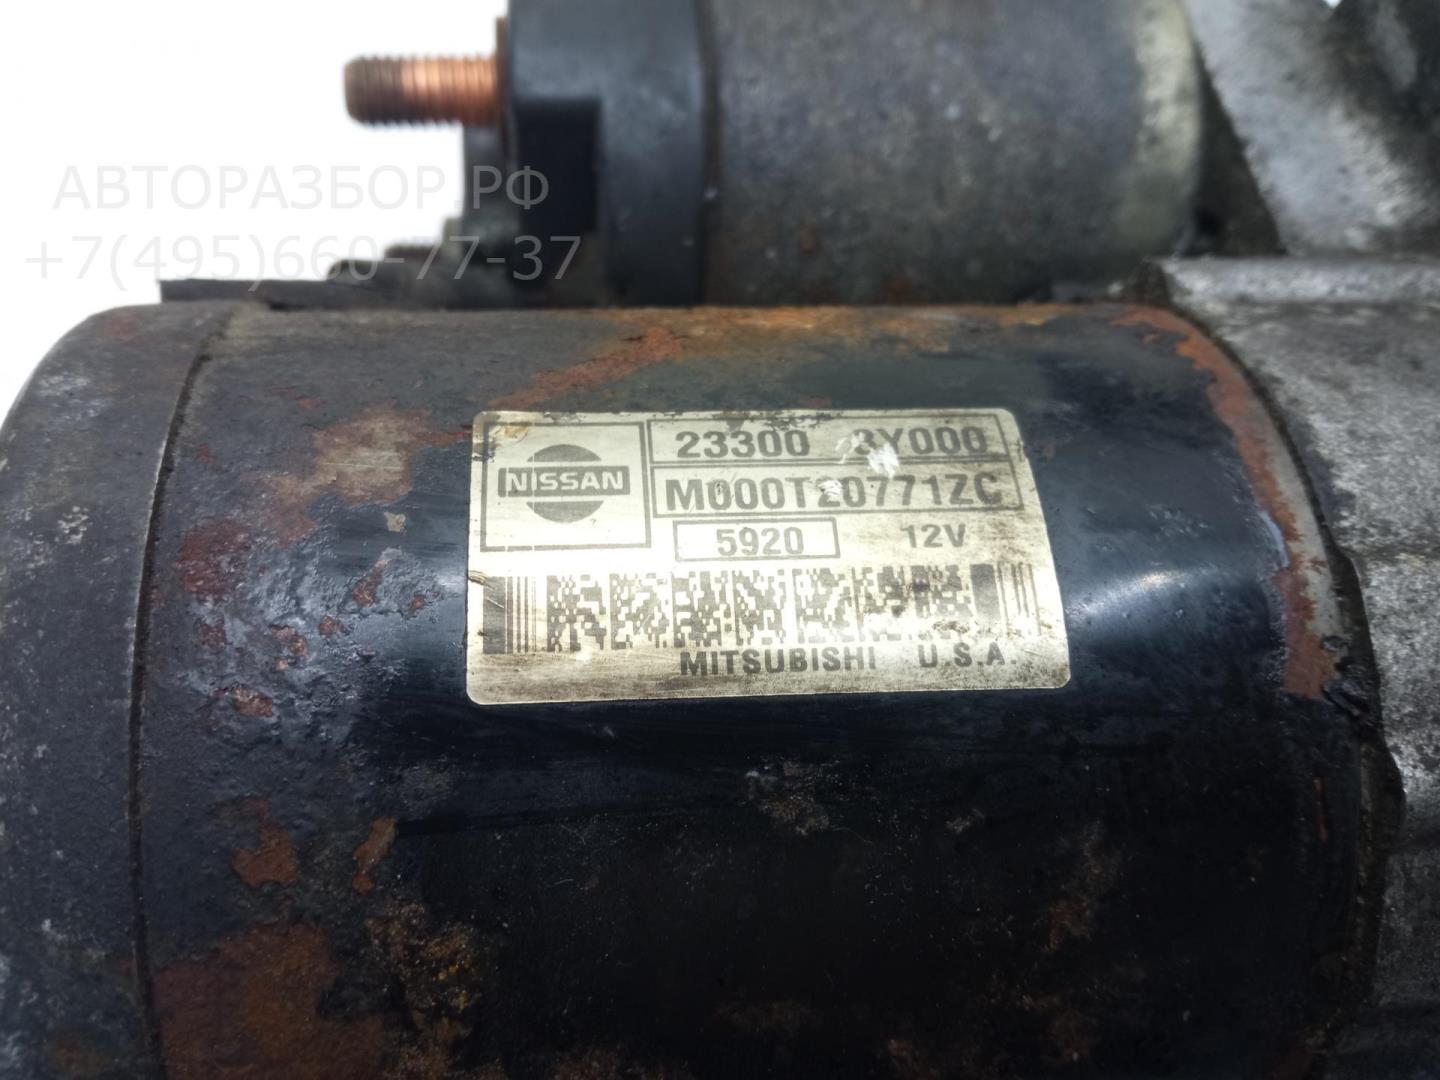 АВТОРАЗБОР.РФ
+7(495)660-77-37
NISSAN
23300 3Y000
M000T20771ZC
5920 12V
MITSUBISHI U.S.A.